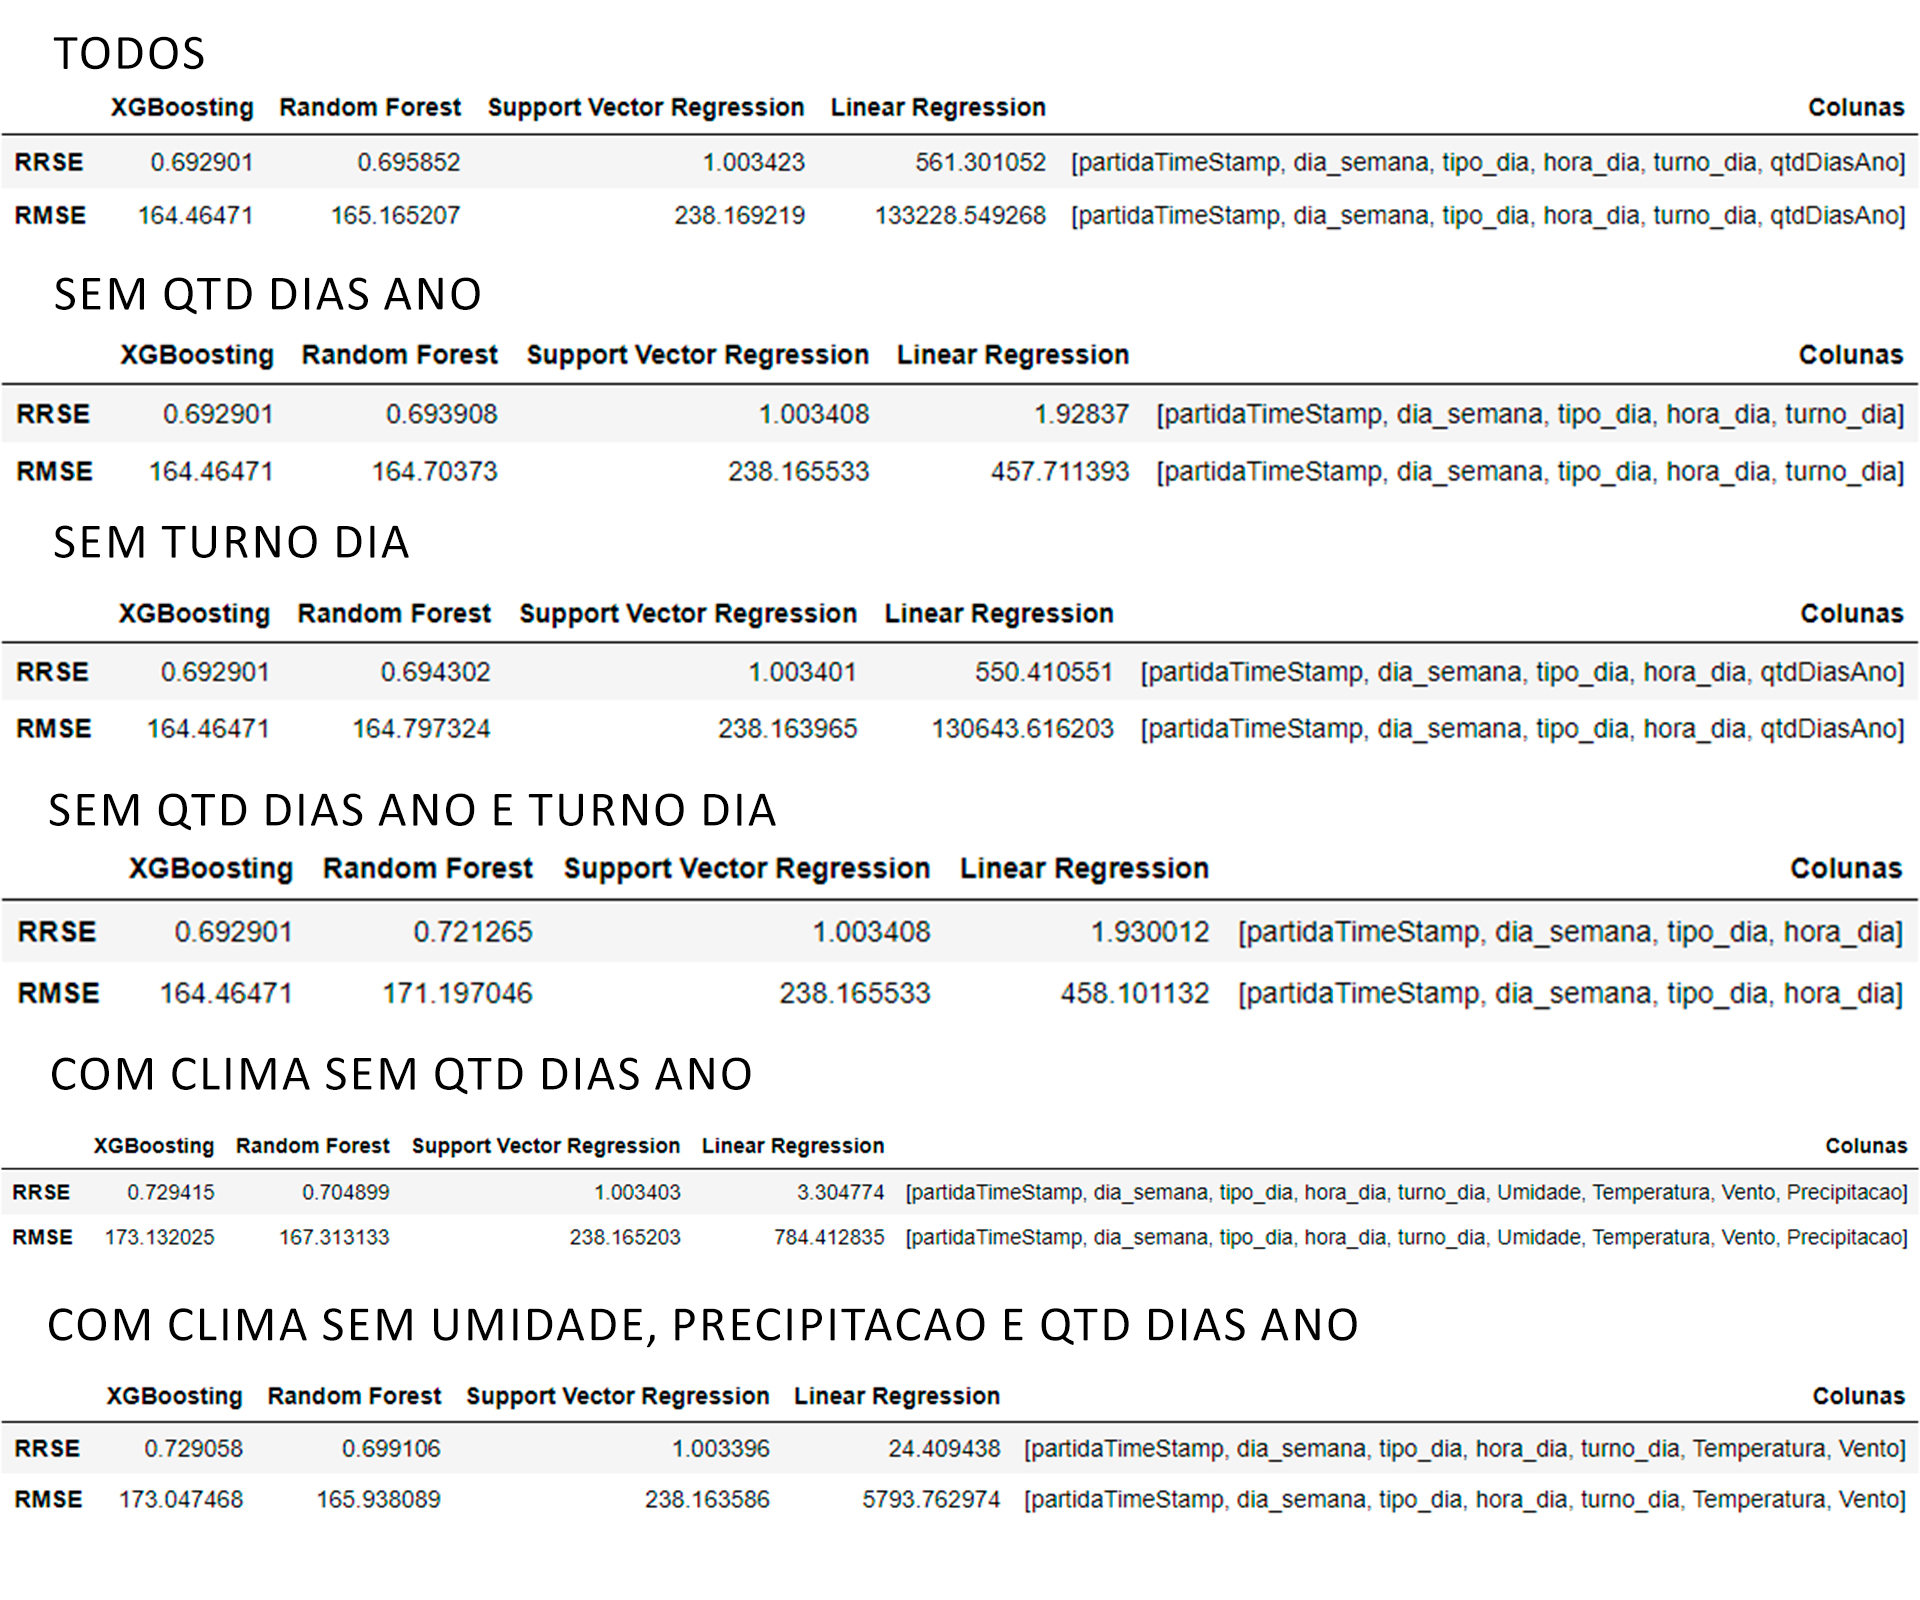 TODOS
XGBoosting Random Forest Support Vector Regression Linear Regression Colunas
RRSE 0.692901 0.695852 1.003423 561.301052 [partidaTimeStamp, dia_semana, tipo_dia, hora_dia, turno_dia, qtdDiasAno]
RMSE 164.46471 165.165207 238.169219 133228.549268 [partidaTimeStamp, dia_semana, tipo_dia, hora_dia, turno_dia, qtdDiasAno]
SEM QTD DIAS ANO
XGBoosting Random Forest Support Vector Regression Linear Regression Colunas
RRSE 0.692901 0.693908 1.003408 1.92837 [partidaTimeStamp, dia_semana, tipo_dia, hora_dia, turno_dia]
RMSE 164.46471 164.70373 238.165533 457.711393 [partidaTimeStamp, dia_semana, tipo_dia, hora_dia, turno_dia]
SEM TURNO DIA
XGBoosting Random Forest Support Vector Regression Linear Regression Colunas
RRSE 0.692901 0.694302 1.003401 550.410551 [partidaTimeStamp, dia_semana, tipo_dia, hora_dia, qtdDiasAno]
RMSE 164.46471 164.797324 238.163965 130643.616203 [partidaTimeStamp, dia_semana, tipo_dia, hora_dia, qtdDiasAno]
SEM QTD DIAS ANO E TURNO DIA
XGBoosting Random Forest Support Vector Regression Linear Regression Colunas
RRSE 0.692901 0.721265 1.003408 1.930012 [partidaTimeStamp, dia_semana, tipo_dia, hora_dia]
RMSE 164.46471 171.197046 238.165533 458.101132 [partidaTimeStamp, dia_semana, tipo_dia, hora_dia]
COM CLIMA SEM QTD DIAS ANO
XGBoosting Random Forest Support Vector Regression Linear Regression Colunas
RRSE 0.729415 0.704899 1.003403 3.304774 [partidaTimeStamp, dia_semana, tipo_dia, hora_dia, turno_dia, Umidade, Temperatura, Vento, Precipitacao]
RMSE 173.132025 167.313133 238.165203 784.412835 [partidaTimeStamp, dia_semana, tipo_dia, hora_dia, turno_dia, Umidade, Temperatura, Vento, Precipitacao]
COM CLIMA SEM UMIDADE, PRECIPITACAO E QTD DIAS ANO
XGBoosting Random Forest Support Vector Regression Linear Regression Colunas
RRSE 0.729058 0.699106 1.003396 24.409438 [partidaTimeStamp, dia_semana, tipo_dia, hora_dia, turno_dia, Temperatura, Vento]
RMSE 173.047468 165.938089 238.163586 5793.762974 [partidaTimeStamp, dia_semana, tipo_dia, hora_dia, turno_dia, Temperatura, Vento]